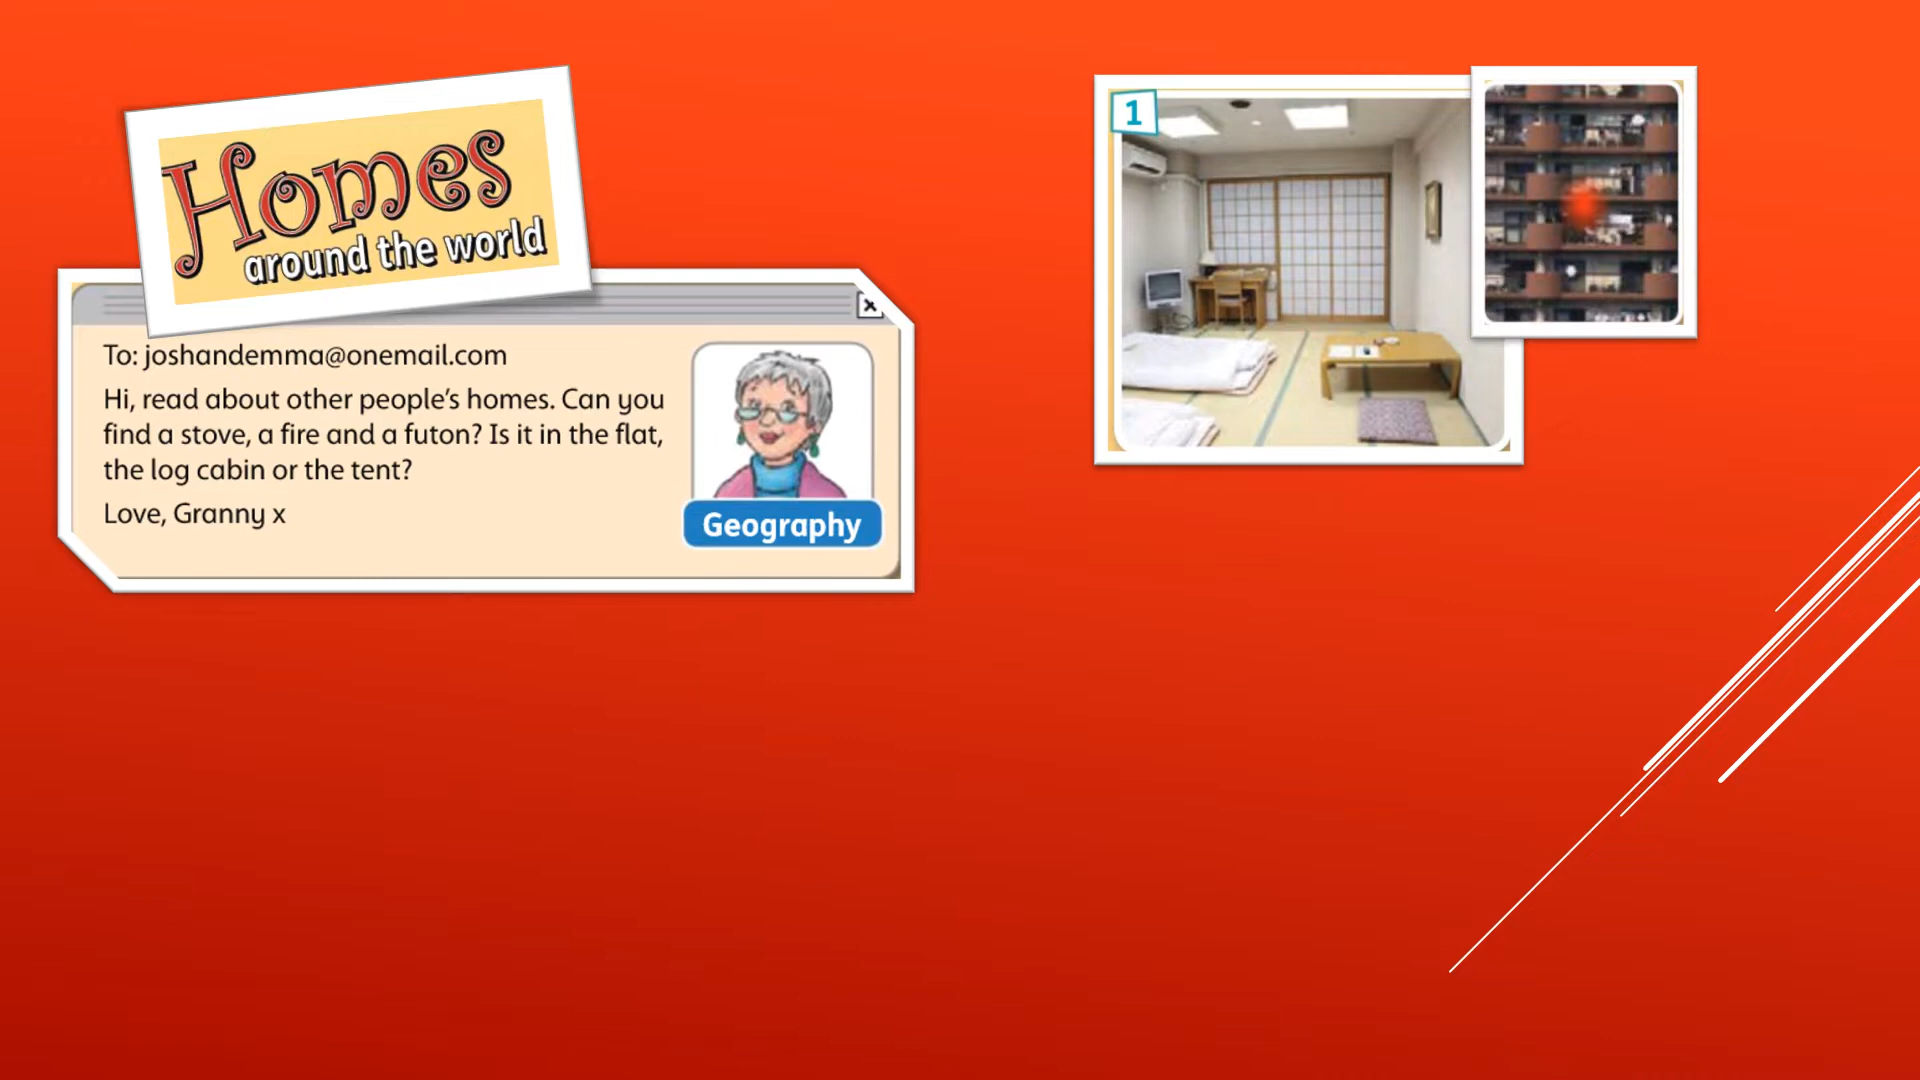 Homes
around the world
To: joshandemma@onemail.com
Hi, read about other people's homes. Can you
find a stove, a fire and a futon? Is it in the flat,
the log cabin or the tent?
Love, Granny x
Geography
1